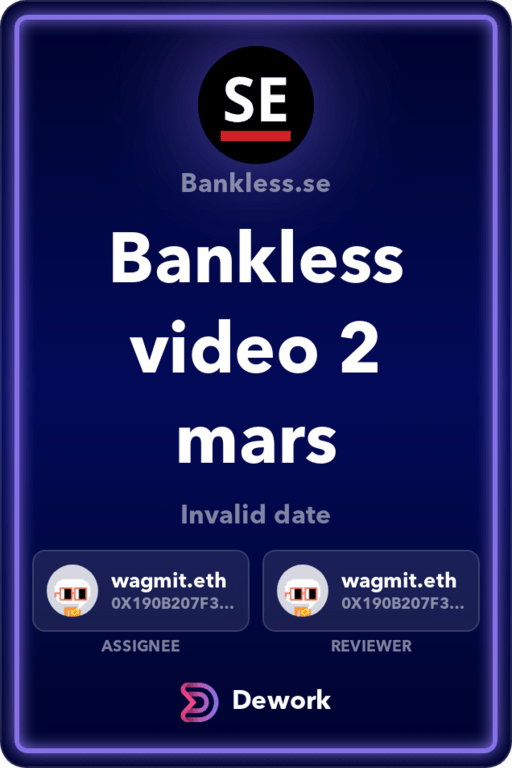 SE
Bankless.se
Bankless
video 2
mars
Invalid date
wagmit.eth
0X190B207F3...
wagmit.eth
0X190B207F3...
ASSIGNEE
REVIEWER
Dework